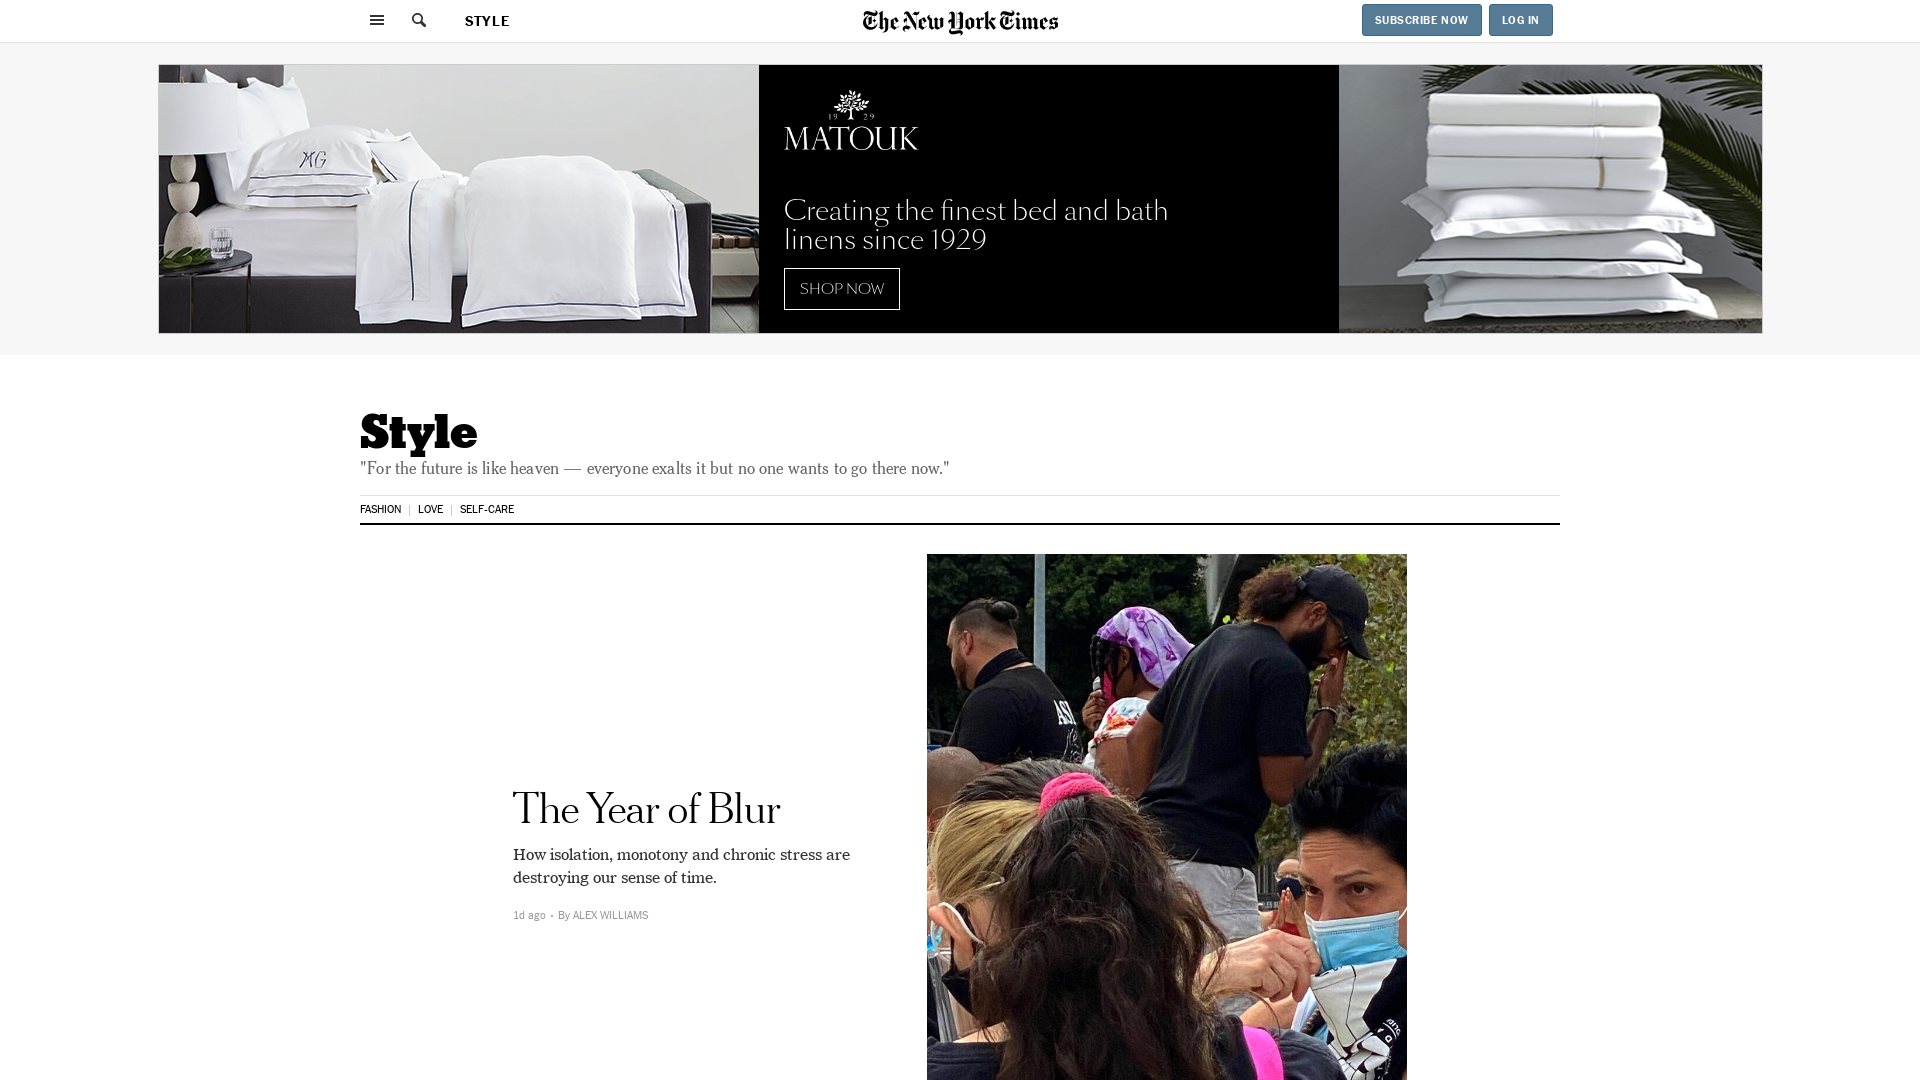 STYLE
The New York Times
SUBSCRIBE NOW
LOG IN
MG
1929
MATOUK
Creating the finest bed and bath
linens since 1929
SHOP NOW
Style
"For the future is like heaven — everyone exalts it but no one wants to go there now."
FASHION
LOVE
SELF-CARE
The Year of Blur
How isolation, monotony and chronic stress are
destroying our sense of time.
1d ago · By ALEX WILLIAMS